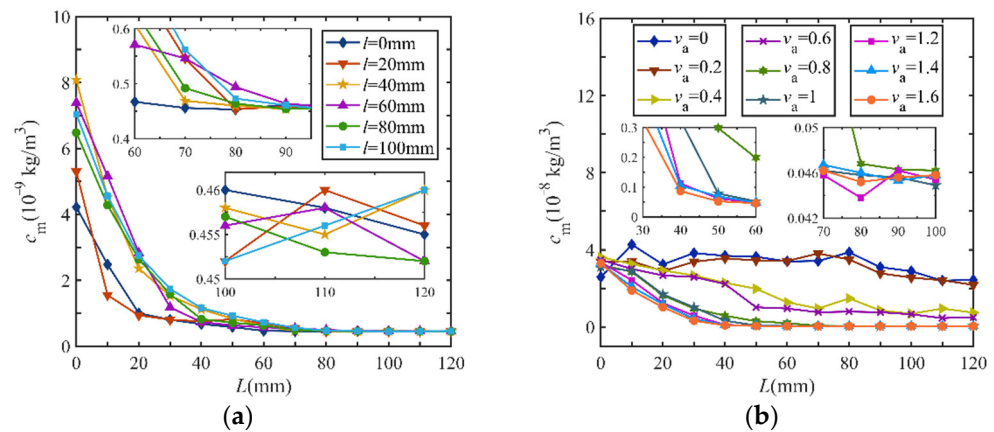 (a)
10
8
6
4
2
0
0 20 40 60 80 100 120
c_m(10⁻⁹ kg/m³)
L(mm)
0.6
0.5
0.4
60 70 80 90
l=0mm
l=20mm
l=40mm
l=60mm
l=80mm
l=100mm
0.46
0.455
0.45
100 110 120
(a)
16
12
8
4
0
0 20 40 60 80 100 120
c_m(10⁻⁸ kg/m³)
L(mm)
v_a=0
v_a=0.2
v_a=0.4
v_a=0.6
v_a=0.8
v_a=1
v_a=1.2
v_a=1.4
v_a=1.6
0.3
0.2
0.1
0
30 40 50 60
0.05
0.046
0.042
70 80 90 100
(b)